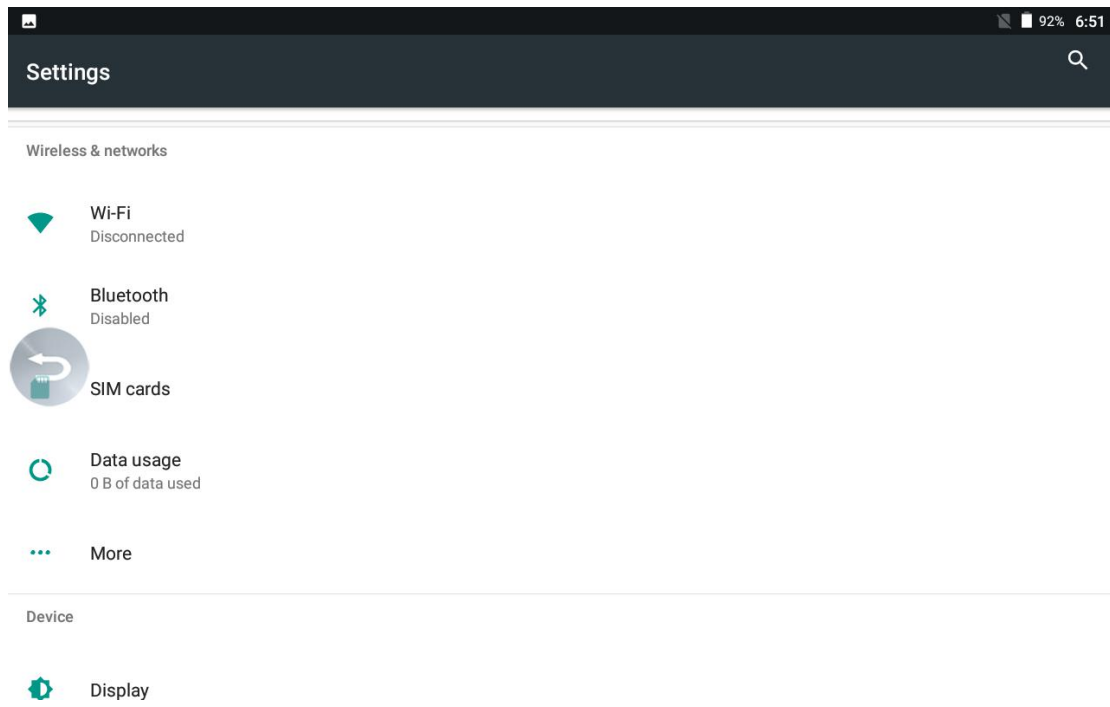 92% 6:51
Settings
Wireless & networks
Wi-Fi
Disconnected
Bluetooth
Disabled
SIM cards
Data usage
0 B of data used
More
Device
Display